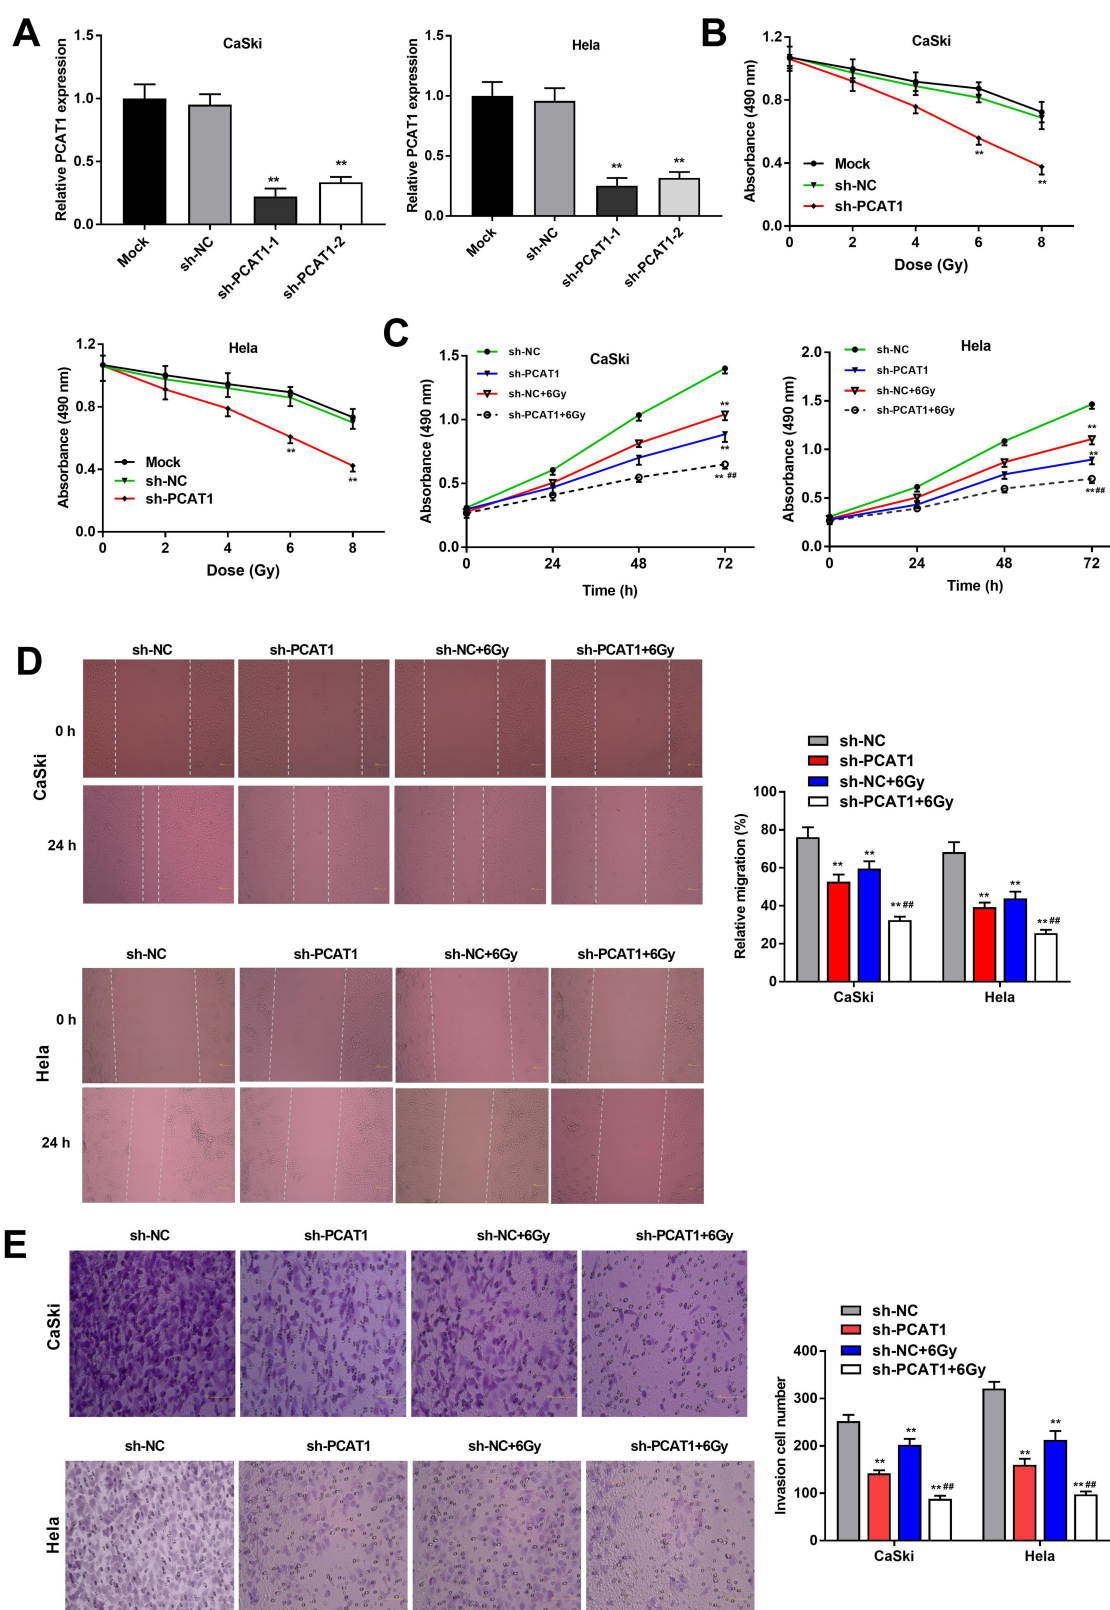 A
CaSki
Relative PCAT1 expression
1.5
1.0
0.5
0.0
**
**
Mock
sh-NC
sh-PCAT1-1
sh-PCAT1-2
Hela
Relative PCAT1 expression
1.5
1.0
0.5
0.0
**
**
Mock
sh-NC
sh-PCAT1-1
sh-PCAT1-2
B
CaSki
Absorbance (490 nm)
1.2
0.8
0.4
0.0
Mock
sh-NC
sh-PCAT1
**
**
0 2 4 6 8
Dose (Gy)
Hela
Absorbance (490 nm)
1.2
0.8
0.4
0.0
Mock
sh-NC
sh-PCAT1
**
**
0 2 4 6 8
Dose (Gy)
C
CaSki
Absorbance (490 nm)
1.5
1.0
0.5
0.0
sh-NC
sh-PCAT1
sh-NC+6Gy
sh-PCAT1+6Gy
**
**
** ##
0 24 48 72
Time (h)
Hela
Absorbance (490 nm)
2.0
1.5
1.0
0.5
0.0
sh-NC
sh-PCAT1
sh-NC+6Gy
sh-PCAT1+6Gy
**
**
**##
0 24 48 72
Time (h)
D
sh-NC sh-PCAT1 sh-NC+6Gy sh-PCAT1+6Gy
CaSki
0 h
24 h
sh-NC sh-PCAT1 sh-NC+6Gy sh-PCAT1+6Gy
Hela
0 h
24 h
sh-NC
sh-PCAT1
sh-NC+6Gy
sh-PCAT1+6Gy
Relative migration (%)
100
80
60
40
20
0
** ** ** ##
** ** ** ##
CaSki Hela
E
sh-NC sh-PCAT1 sh-NC+6Gy sh-PCAT1+6Gy
CaSki
sh-NC sh-PCAT1 sh-NC+6Gy sh-PCAT1+6Gy
Hela
sh-NC
sh-PCAT1
sh-NC+6Gy
sh-PCAT1+6Gy
Invasion cell number
400
300
200
100
0
** ** ** ##
** ** ** ##
CaSki Hela